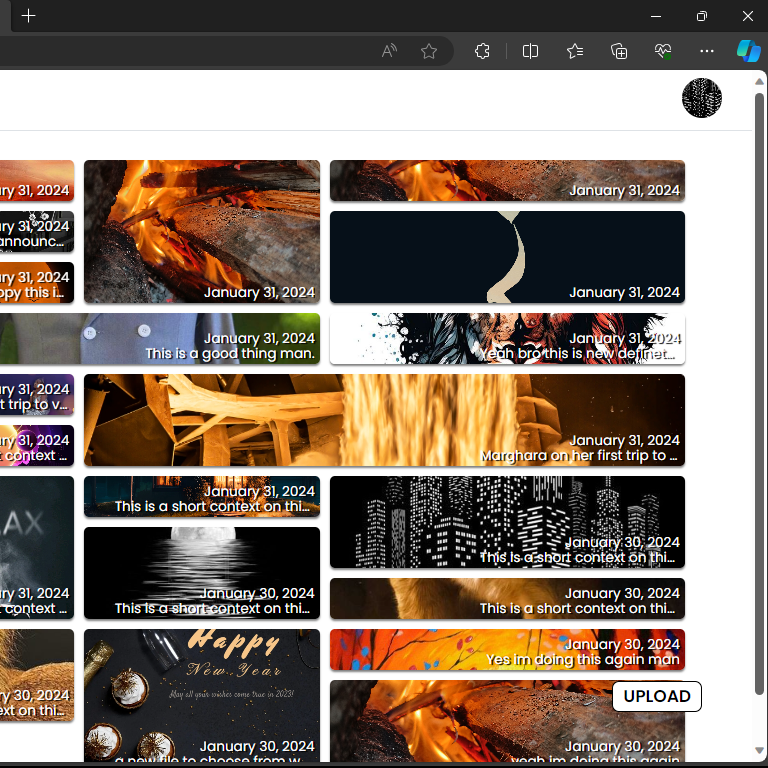 ry 31, 2024
January 31, 2024
January 31, 2024
ry 31, 2024
announc...
January 31, 2024
ry 31, 2024
opy this i...
January 31, 2024
This is a good thing man.
January 31, 2024
Yeah bro this is new definet...
ry 31, 2024
t trip to v...
January 31, 2024
Marghara on her first trip to ...
ry 31, 2024
t context ...
January 31, 2024
This is a short context on thi...
LAX
January 30, 2024
This is a short context on thi...
ry 31, 2024
t context ...
January 30, 2024
This is a short context on thi...
January 30, 2024
This is a short context on thi...
Happy
New Year
May all your wishes come true in 2023!
January 30, 2024
Yes im doing this again man
ry 30, 2024
ext on thi...
UPLOAD
January 30, 2024
a new file to choose from w...
January 30, 2024
yeah im doing this again